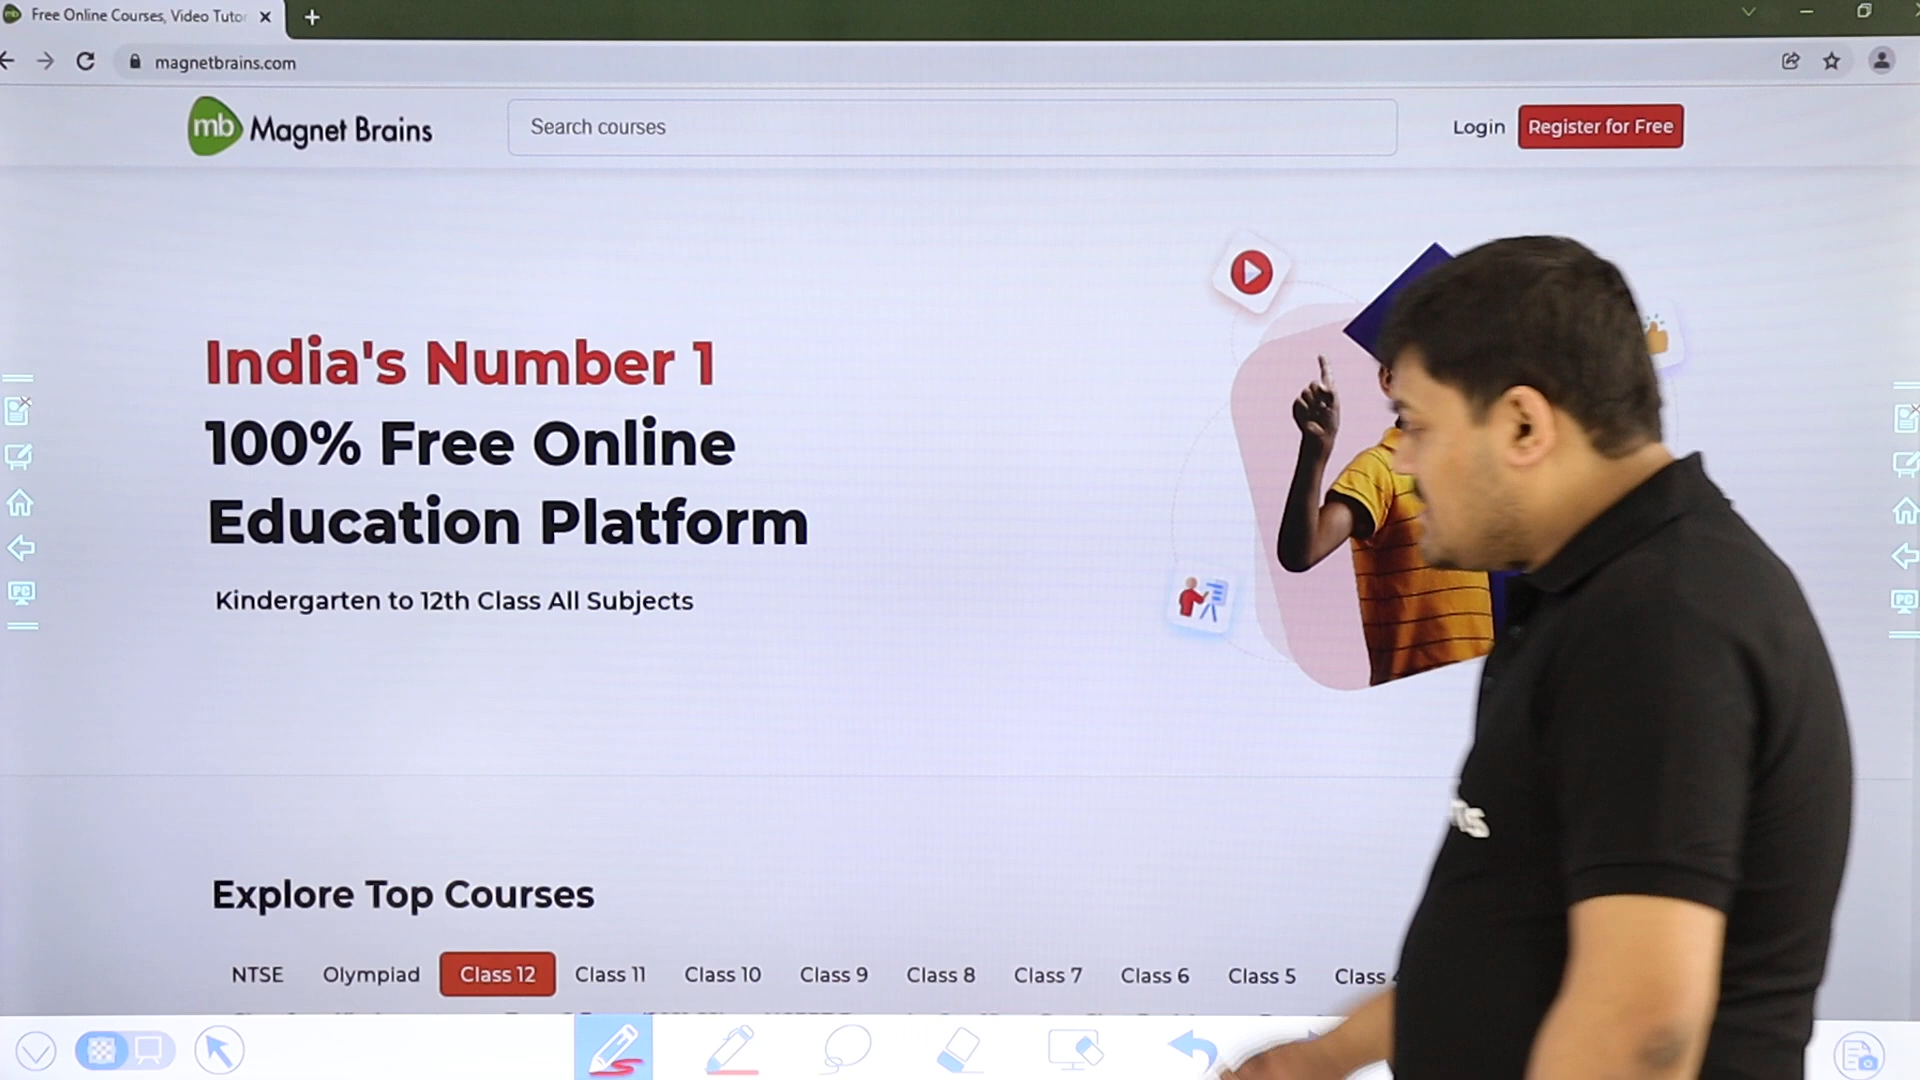 Free Online Courses, Video Tutor
magnetbrains.com
mb Magnet Brains
Search courses
Login
Register for Free
India's Number 1
100% Free Online
Education Platform
Kindergarten to 12th Class All Subjects
Explore Top Courses
NTSE Olympiad Class 12 Class 11 Class 10 Class 9 Class 8 Class 7 Class 6 Class 5 Class
PC
PC